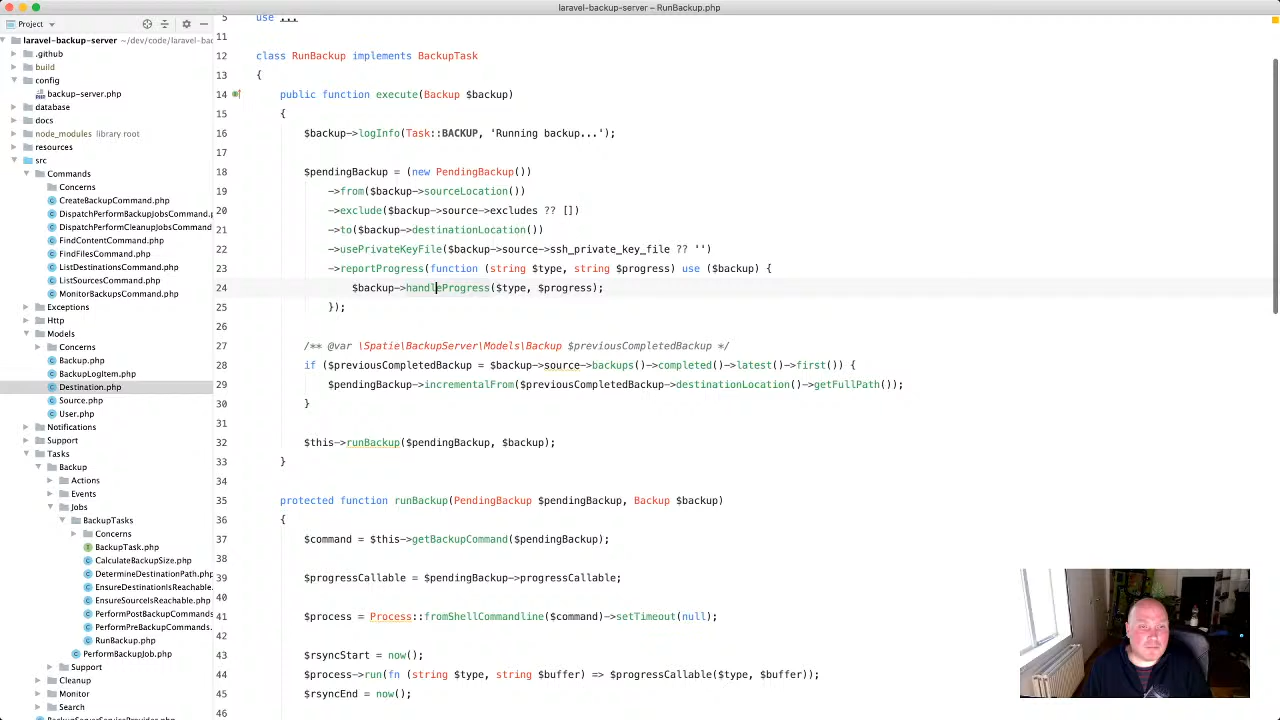 laravel-backup-server – RunBackup.php
Project
5 use ...
laravel-backup-server ~/dev/code/laravel-bac
.github
build
config
backup-server.php
database
docs
node_modules library root
resources
src
Commands
Concerns
CreateBackupCommand.php
DispatchPerformBackupJobsCommand.p
DispatchPerformCleanupJobsCommand.
FindContentCommand.php
FindFilesCommand.php
ListDestinationsCommand.php
ListSourcesCommand.php
MonitorBackupsCommand.php
Exceptions
Http
Models
Concerns
Backup.php
BackupLogItem.php
Destination.php
Source.php
User.php
Notifications
Support
Tasks
Backup
Actions
Events
Jobs
BackupTasks
Concerns
BackupTask.php
CalculateBackupSize.php
DetermineDestinationPath.php
EnsureDestinationIsReachable.
EnsureSourceIsReachable.php
PerformPostBackupCommands
PerformPreBackupCommands.
RunBackup.php
PerformBackupJob.php
Support
Cleanup
Monitor
Search
BackupServerServiceProvider.php
11
12 class RunBackup implements BackupTask
13 {
14 public function execute(Backup $backup)
15 {
16 $backup->logInfo(Task::BACKUP, 'Running backup...');
17
18 $pendingBackup = (new PendingBackup())
19 ->from($backup->sourceLocation())
20 ->exclude($backup->source->excludes ?? [])
21 ->to($backup->destinationLocation())
22 ->usePrivateKeyFile($backup->source->ssh_private_key_file ?? '')
23 ->reportProgress(function (string $type, string $progress) use ($backup) {
24 $backup->handleProgress($type, $progress);
25 });
26
27 /** @var \Spatie\BackupServer\Models\Backup $previousCompletedBackup */
28 if ($previousCompletedBackup = $backup->source->backups()->completed()->latest()->first()) {
29 $pendingBackup->incrementalFrom($previousCompletedBackup->destinationLocation()->getFullPath());
30 }
31
32 $this->runBackup($pendingBackup, $backup);
33 }
34
35 protected function runBackup(PendingBackup $pendingBackup, Backup $backup)
36 {
37 $command = $this->getBackupCommand($pendingBackup);
38
39 $progressCallable = $pendingBackup->progressCallable;
40
41 $process = Process::fromShellCommandline($command)->setTimeout(null);
42
43 $rsyncStart = now();
44 $process->run(fn (string $type, string $buffer) => $progressCallable($type, $buffer));
45 $rsyncEnd = now();
46